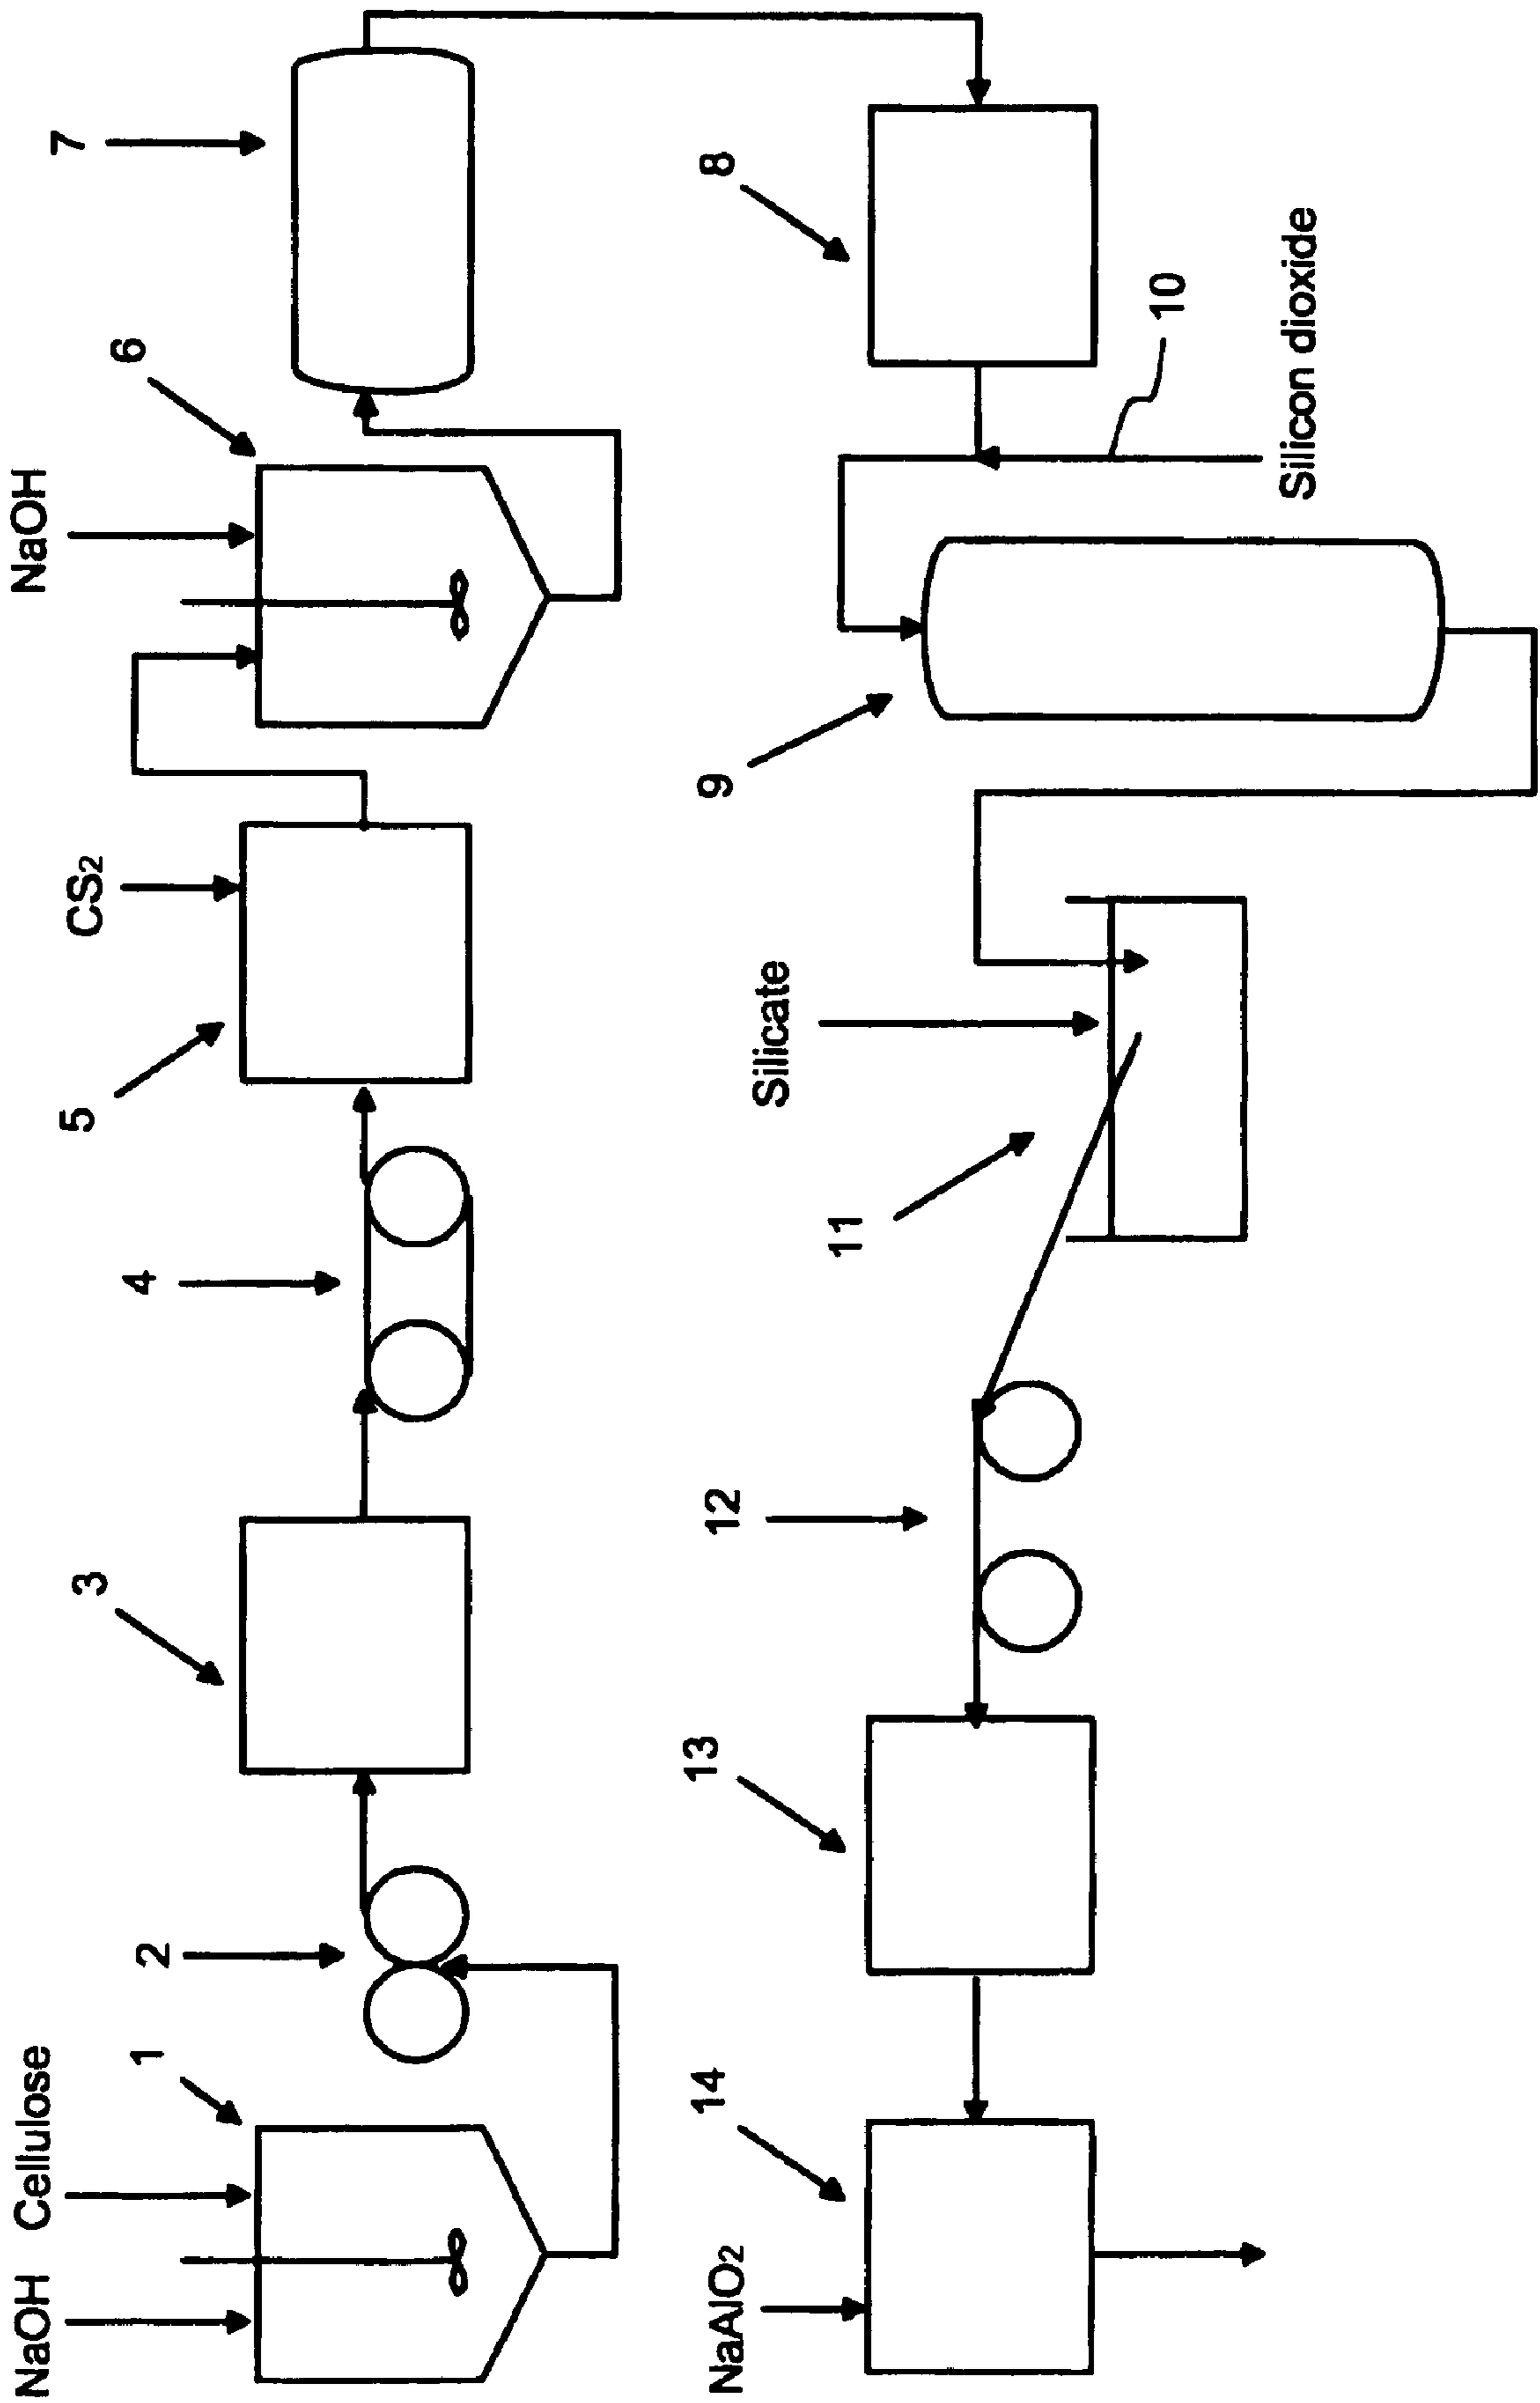 NaOH Cellulose
1
2
3
4
5
CS₂
6
NaOH
7
8
Silicon dioxide
10
9
Silicate
11
12
13
14
NaAlO₂